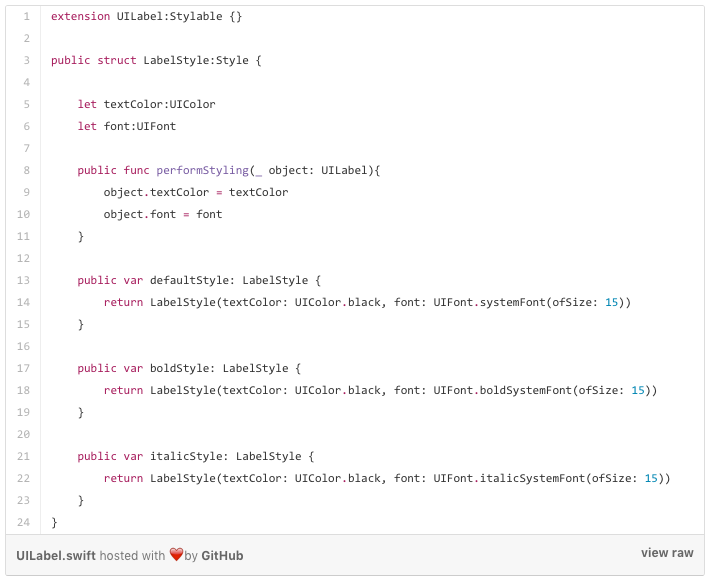 1 extension UILabel:Stylable {}
2
3 public struct LabelStyle:Style {
4
5     let textColor:UIColor
6     let font:UIFont
7
8     public func performStyling(_ object: UILabel){
9         object.textColor = textColor
10         object.font = font
11     }
12
13     public var defaultStyle: LabelStyle {
14         return LabelStyle(textColor: UIColor.black, font: UIFont.systemFont(ofSize: 15))
15     }
16
17     public var boldStyle: LabelStyle {
18         return LabelStyle(textColor: UIColor.black, font: UIFont.boldSystemFont(ofSize: 15))
19     }
20
21     public var italicStyle: LabelStyle {
22         return LabelStyle(textColor: UIColor.black, font: UIFont.italicSystemFont(ofSize: 15))
23     }
24 }
UILabel.swift hosted with ❤ by GitHub view raw